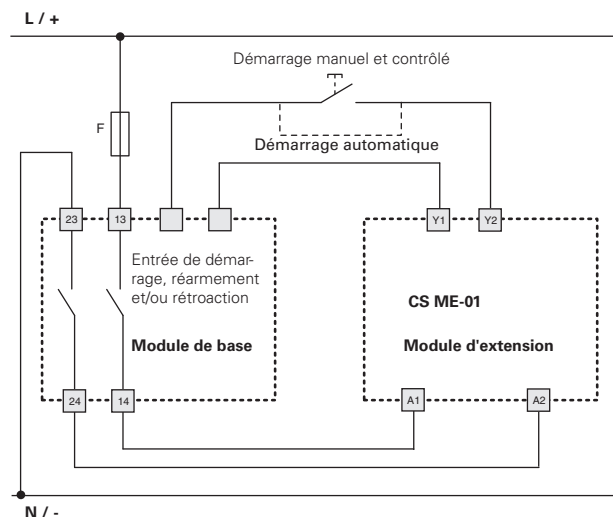 L / +
Démarrage manuel et contrôlé
F
Démarrage automatique
23
13
Y1
Y2
Entrée de démar-
rage, réarmement
et/ou rétroaction
CS ME-01
Module de base
Module d'extension
24
14
A1
A2
N / -